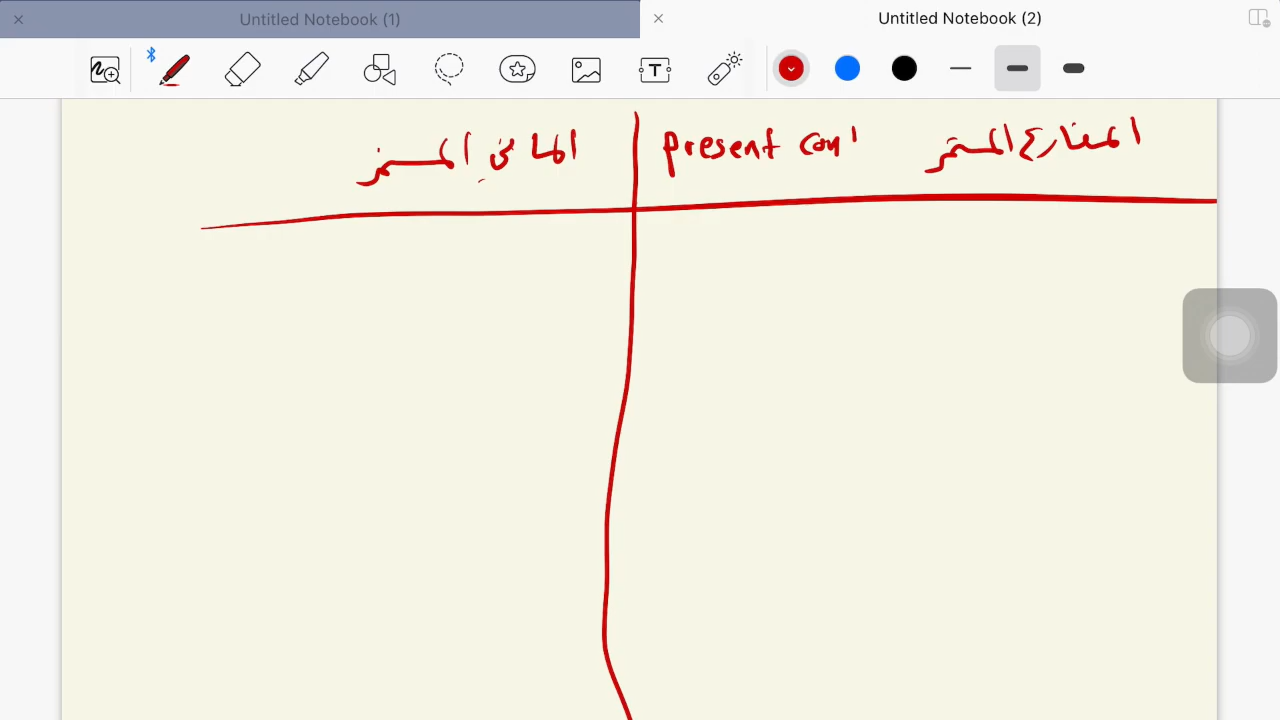 Untitled Notebook (1)
Untitled Notebook (2)
T
المضارع المستمر present con'
الماضي المستمر